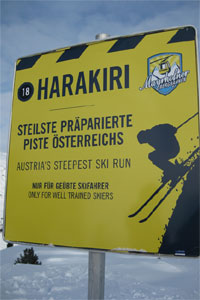 18 HARAKIRI
STEILSTE PRÄPARIERTE
PISTE ÖSTERREICHS
AUSTRIA'S STEEPEST SKI RUN
NUR FÜR GEÜBTE SKIFAHRER
ONLY FOR WELL TRAINED SKIERS